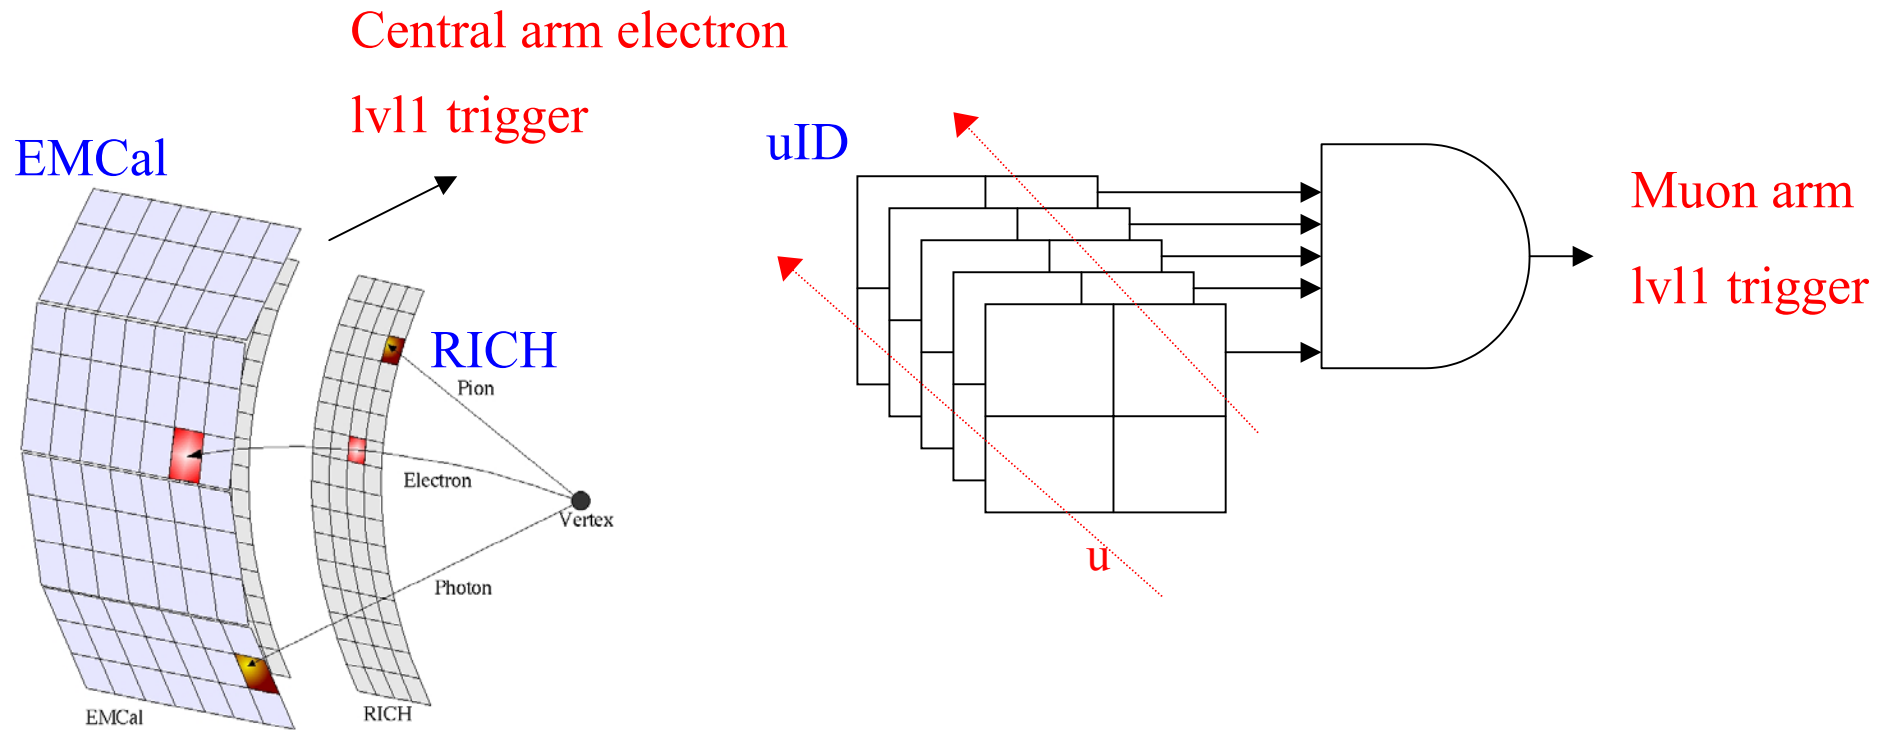 Central arm electron
lvl1 trigger
EMCal
RICH
Pion
Electron
Vertex
Photon
EMCal
RICH
uID
u
Muon arm
lvl1 trigger